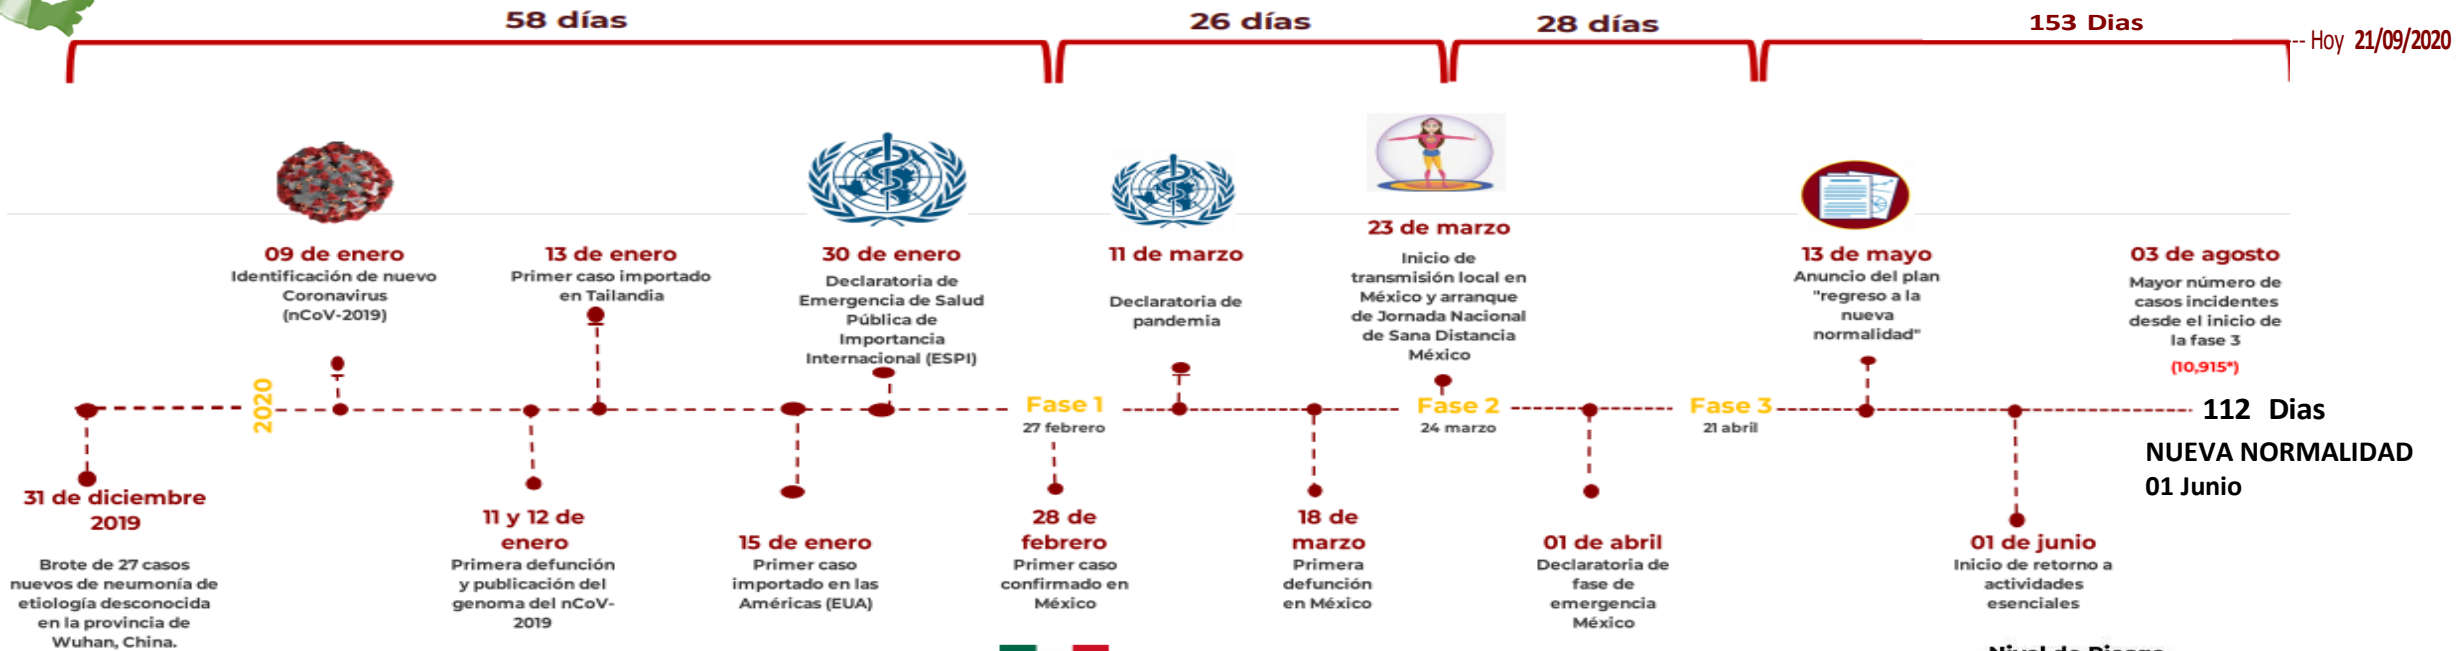 58 días
26 días
28 días
153 Dias
-- Hoy 21/09/2020
09 de enero
Identificación de nuevo
Coronavirus
(nCoV-2019)
13 de enero
Primer caso importado
en Tailandia
30 de enero
Declaratoria de
Emergencia de Salud
Pública de
Importancia
Internacional (ESPI)
11 de marzo
Declaratoria de
pandemia
23 de marzo
Inicio de
transmisión local en
México y arranque
de Jornada Nacional
de Sana Distancia
México
13 de mayo
Anuncio del plan
"regreso a la
nueva
normalidad"
03 de agosto
Mayor número de
casos incidentes
desde el inicio de
la fase 3
(10,915*)
2020
Fase 1
27 febrero
Fase 2
24 marzo
Fase 3
21 abril
112 Dias
NUEVA NORMALIDAD
01 Junio
31 de diciembre
2019
Brote de 27 casos
nuevos de neumonía de
etiología desconocida
en la provincia de
Wuhan, China.
11 y 12 de
enero
Primera defunción
y publicación del
genoma del nCoV-
2019
15 de enero
Primer caso
importado en las
Américas (EUA)
28 de
febrero
Primer caso
confirmado en
México
18 de
marzo
Primera
defunción
en México
01 de abril
Declaratoria de
fase de
emergencia
México
01 de junio
Inicio de retorno a
actividades
esenciales
Nivel de Riesgo